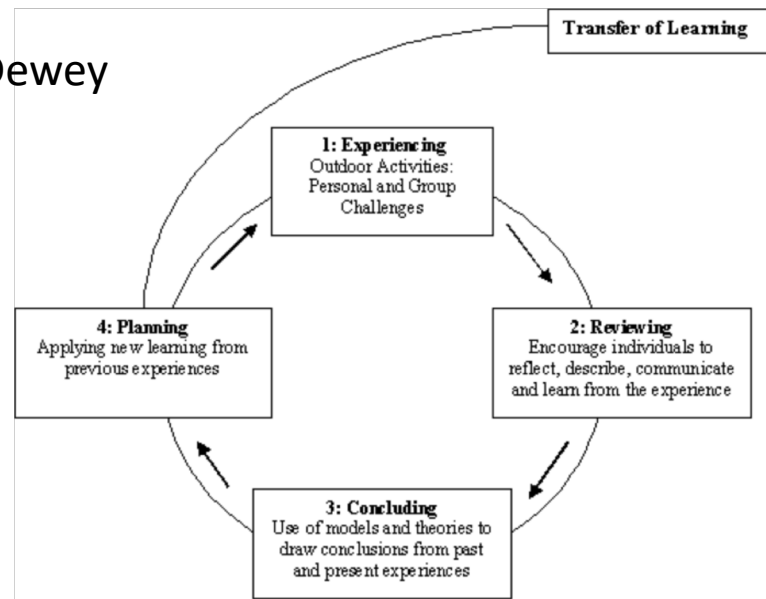 Transfer of Learning
Dewey
1: Experiencing
Outdoor Activities:
Personal and Group
Challenges
4: Planning
Applying new learning from
previous experiences
2: Reviewing
Encourage individuals to
reflect, describe, communicate
and learn from the experience
3: Concluding
Use of models and theories to
draw conclusions from past
and present experiences